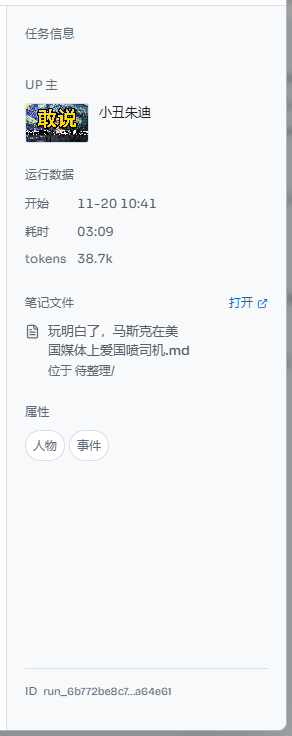 任务信息
UP 主
敢说
小丑朱迪
运行数据
开始 11-20 10:41
耗时 03:09
tokens 38.7k
笔记文件 打开
玩明白了，马斯克在美
国媒体上爱国喷司机.md
位于 待整理/
属性
人物 事件
ID run_6b772be8c7...a64e61